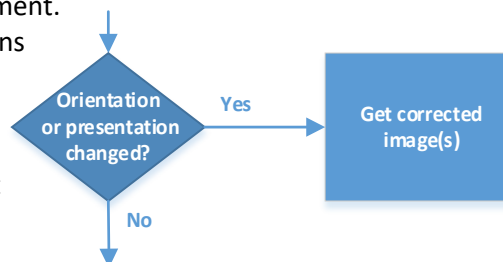 ment.
ns
Orientation
or presentation
changed?
Yes
Get corrected
image(s)
No